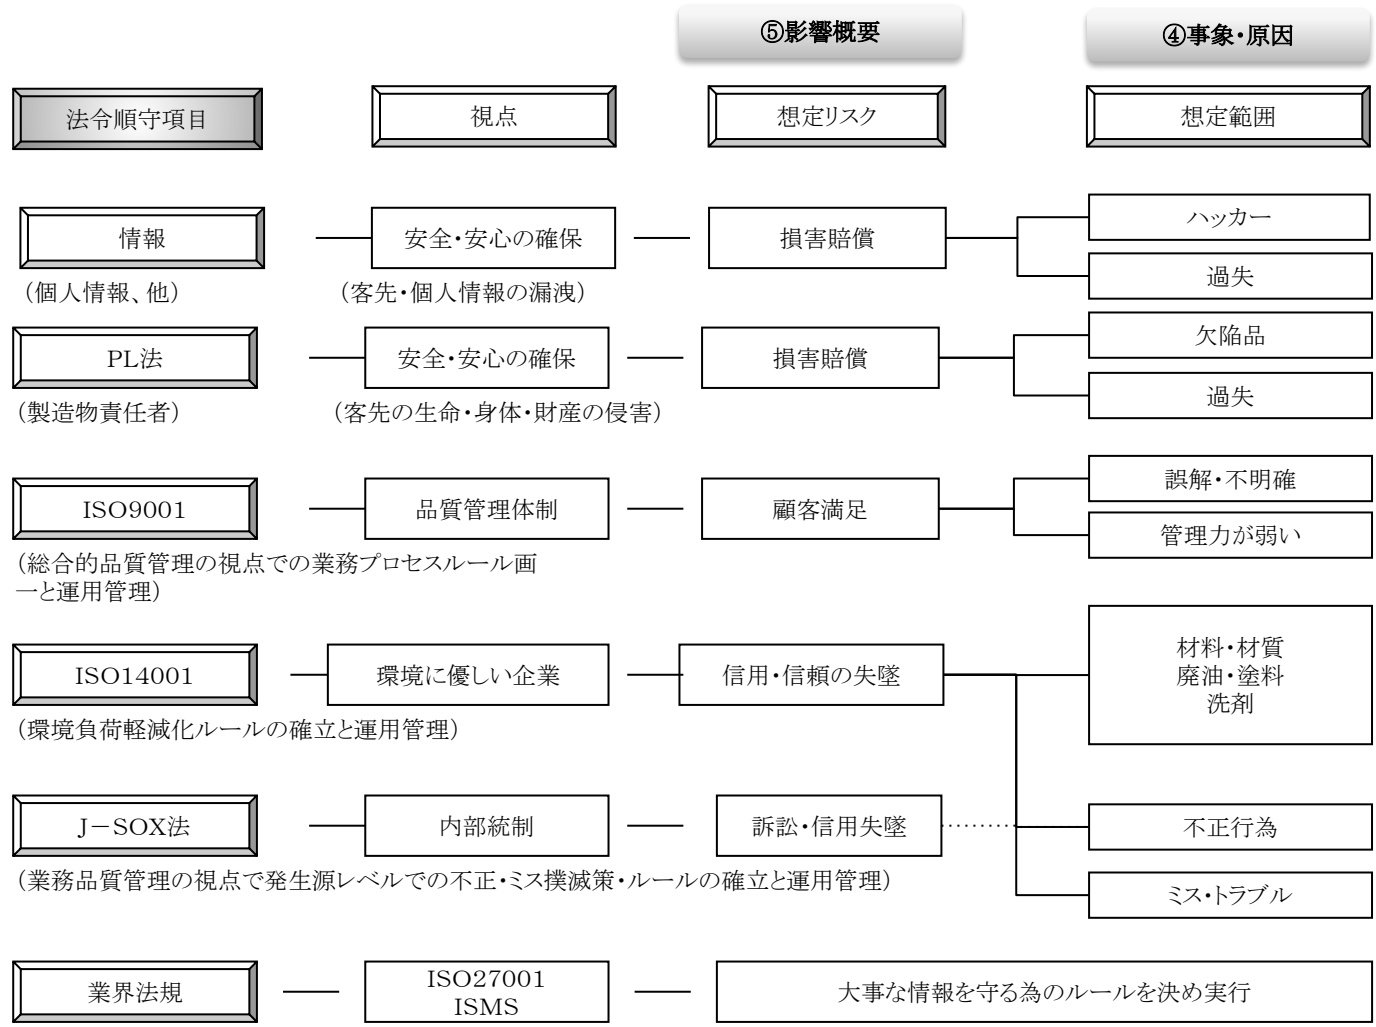 ⑤影響概要
④事象・原因
法令順守項目
視点
想定リスク
想定範囲
情報
安全・安心の確保
損害賠償
ハッカー
過失
（個人情報、他）
（客先・個人情報の漏洩）
PL法
安全・安心の確保
損害賠償
欠陥品
過失
（製造物責任者）
（客先の生命・身体・財産の侵害）
ISO9001
品質管理体制
顧客満足
誤解・不明確
管理力が弱い
（総合的品質管理の視点での業務プロセスルール画
一と運用管理）
ISO14001
環境に優しい企業
信用・信頼の失墜
材料・材質
廃油・塗料
洗剤
（環境負荷軽減化ルールの確立と運用管理）
J－SOX法
内部統制
訴訟・信用失墜
不正行為
ミス・トラブル
（業務品質管理の視点で発生源レベルでの不正・ミス撲滅策・ルールの確立と運用管理）
業界法規
ISO27001
ISMS
大事な情報を守る為のルールを決め実行